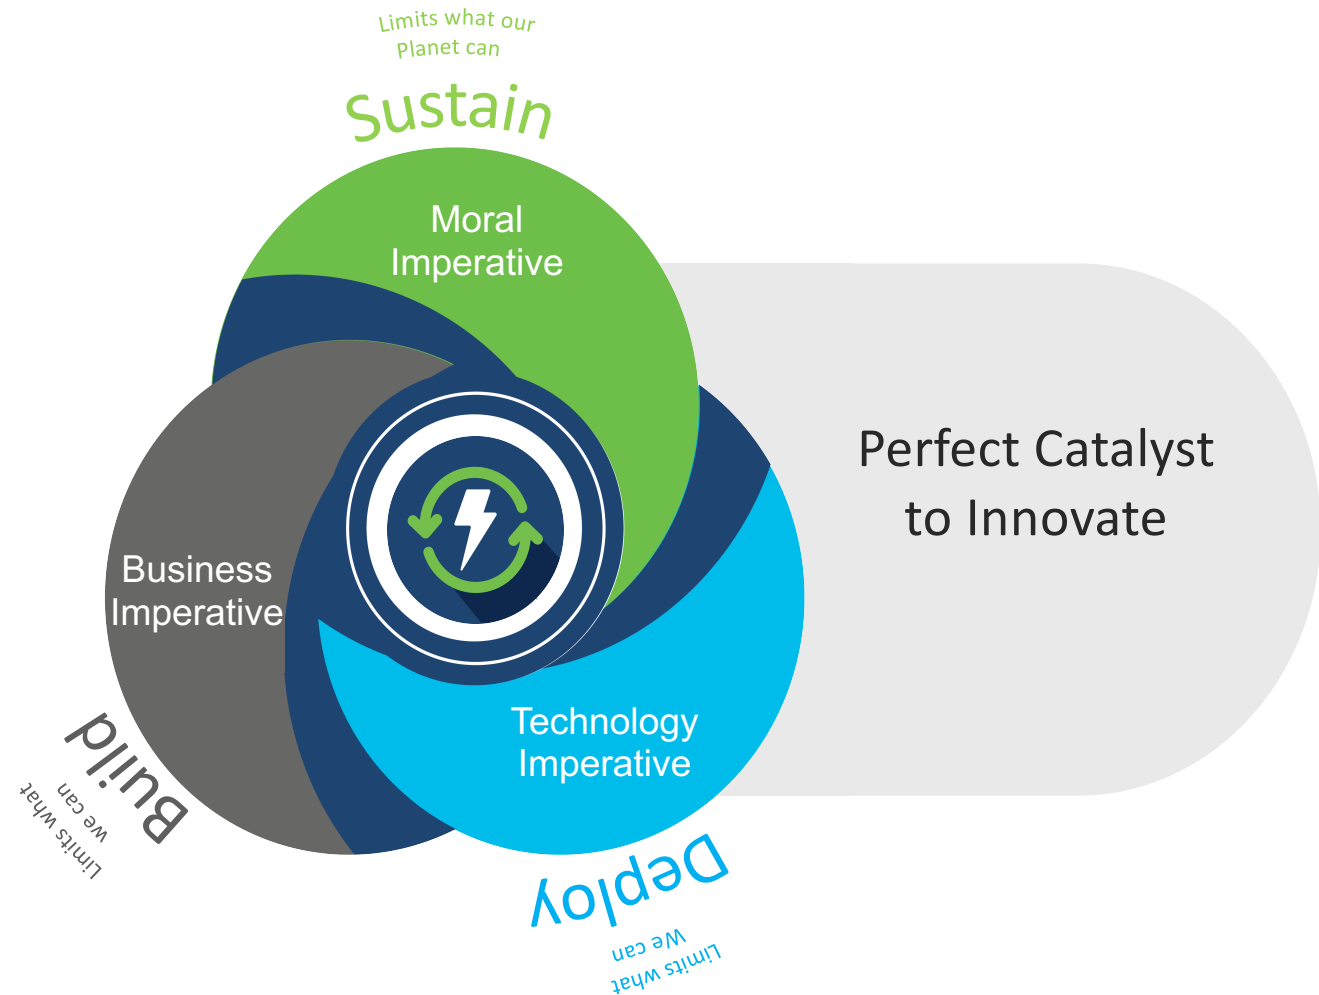 Limits what our
Planet can
Sustain
Moral
Imperative
Perfect Catalyst
to Innovate
Business
Imperative
Technology
Imperative
Limits what
we can
Build
Limits what
We can
Deploy